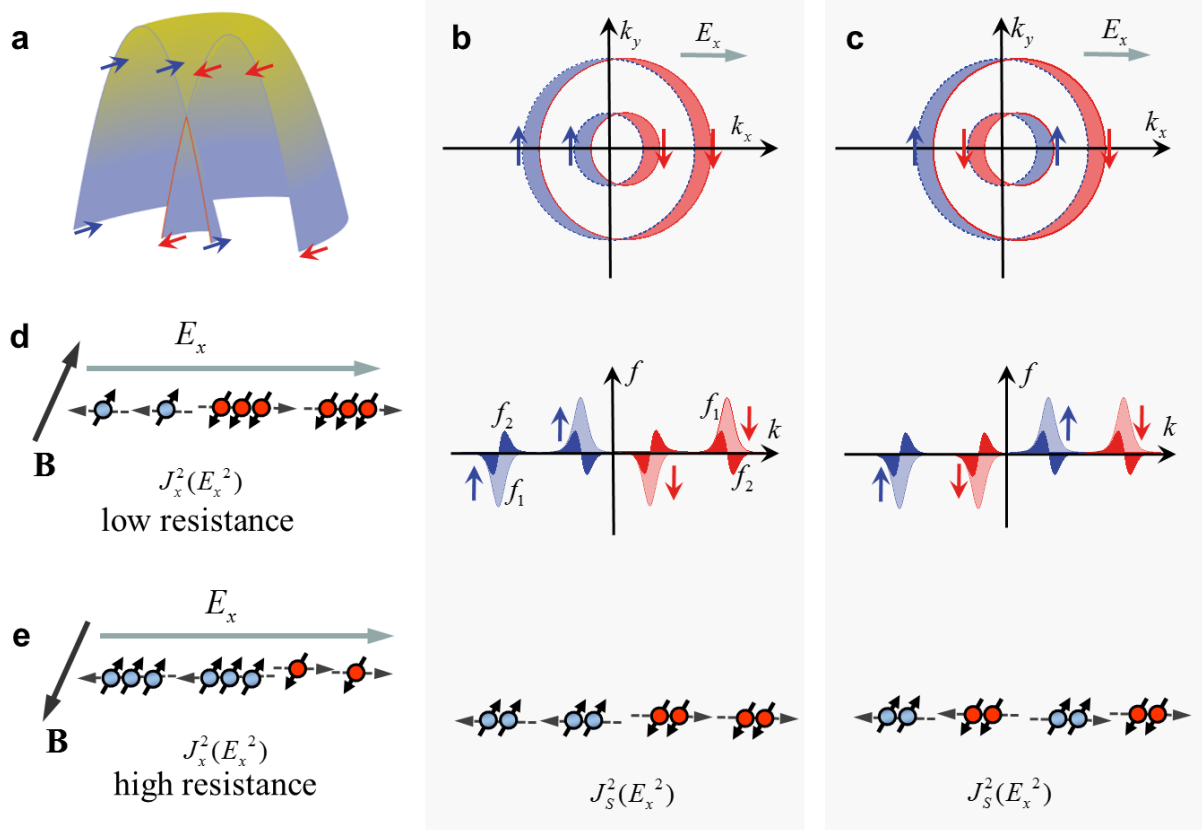 a
b
k_y
E_x
k_x
c
k_y
E_x
k_x
d
E_x
B
J_x^2(E_x^2)
low resistance
f
f_2
f_1
k
f_1
f_2
f
k
e
E_x
B
J_x^2(E_x^2)
high resistance
J_S^2(E_x^2)
J_S^2(E_x^2)